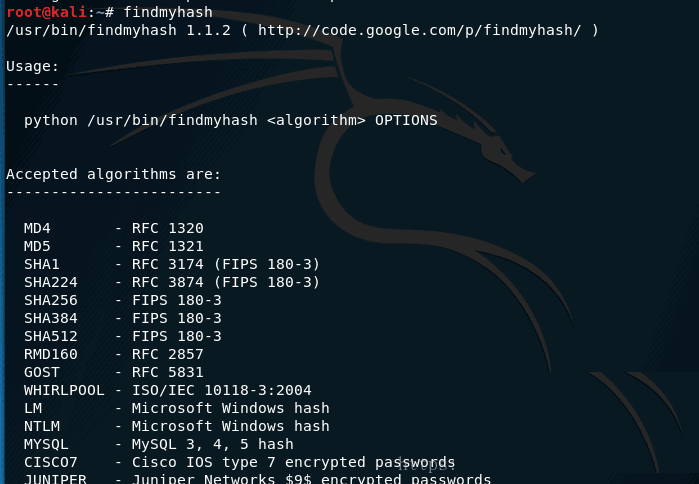 root@kali:~# findmyhash
/usr/bin/findmyhash 1.1.2 ( http://code.google.com/p/findmyhash/ )
Usage:
------
python /usr/bin/findmyhash <algorithm> OPTIONS
Accepted algorithms are:
------------------------
MD4       - RFC 1320
MD5       - RFC 1321
SHA1      - RFC 3174 (FIPS 180-3)
SHA224    - RFC 3874 (FIPS 180-3)
SHA256    - FIPS 180-3
SHA384    - FIPS 180-3
SHA512    - FIPS 180-3
RMD160    - RFC 2857
GOST      - RFC 5831
WHIRLPOOL - ISO/IEC 10118-3:2004
LM        - Microsoft Windows hash
NTLM      - Microsoft Windows hash
MYSQL     - MySQL 3, 4, 5 hash
CISCO7    - Cisco IOS type 7 encrypted passwords
JUNIPER   - Juniper Networks $9$ encrypted passwords